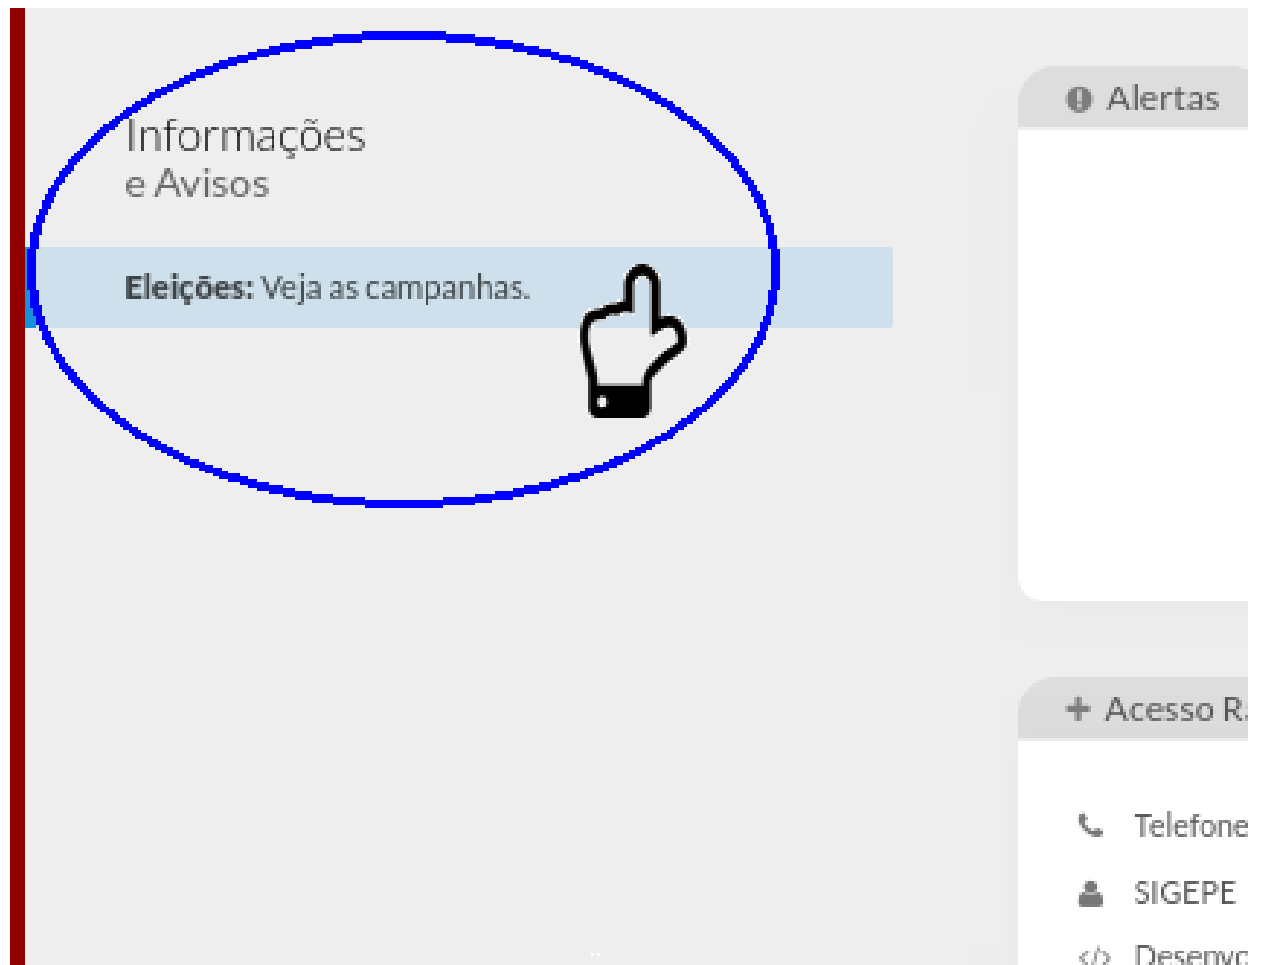 Informações
e Avisos
Eleições: Veja as campanhas.
Alertas
Acesso
Telefone
SIGEPE